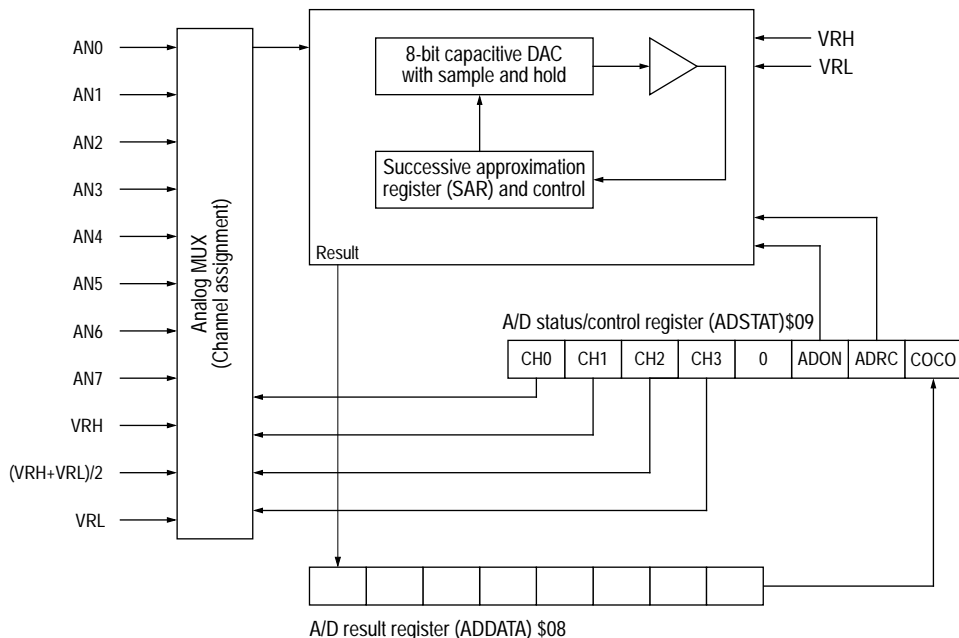 AN0
AN1
AN2
AN3
AN4
AN5
AN6
AN7
VRH
(VRH+VRL)/2
VRL
Analog MUX
(Channel assignment)
8-bit capacitive DAC
with sample and hold
Successive approximation
register (SAR) and control
Result
VRH
VRL
A/D status/control register (ADSTAT)$09
CH0 CH1 CH2 CH3 0 ADON ADRC COCO
A/D result register (ADDATA) $08